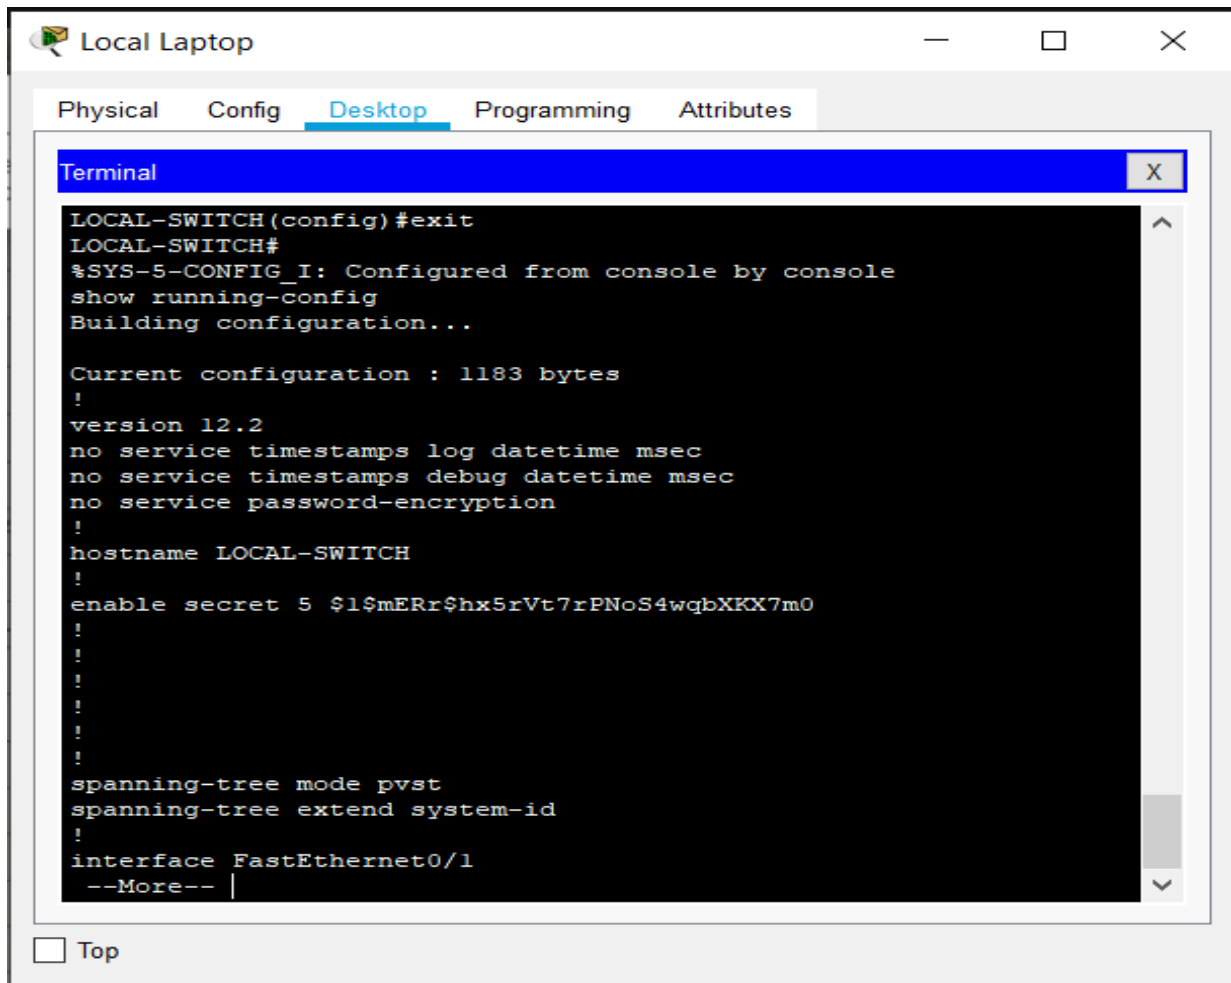 Local Laptop
Physical Config Desktop Programming Attributes
Terminal X
LOCAL-SWITCH(config)#exit
LOCAL-SWITCH#
%SYS-5-CONFIG_I: Configured from console by console
show running-config
Building configuration...
Current configuration : 1183 bytes
!
version 12.2
no service timestamps log datetime msec
no service timestamps debug datetime msec
no service password-encryption
!
hostname LOCAL-SWITCH
!
enable secret 5 $1$mERr$hx5rVt7rPNoS4wqbXKX7m0
!
!
!
!
!
!
spanning-tree mode pvst
spanning-tree extend system-id
!
interface FastEthernet0/1
--More--
Top